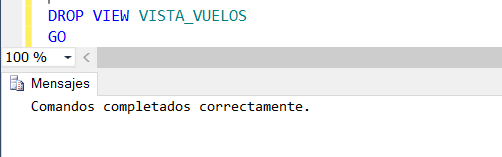 DROP VIEW VISTA_VUELOS
GO
100 %
Mensajes
Comandos completados correctamente.